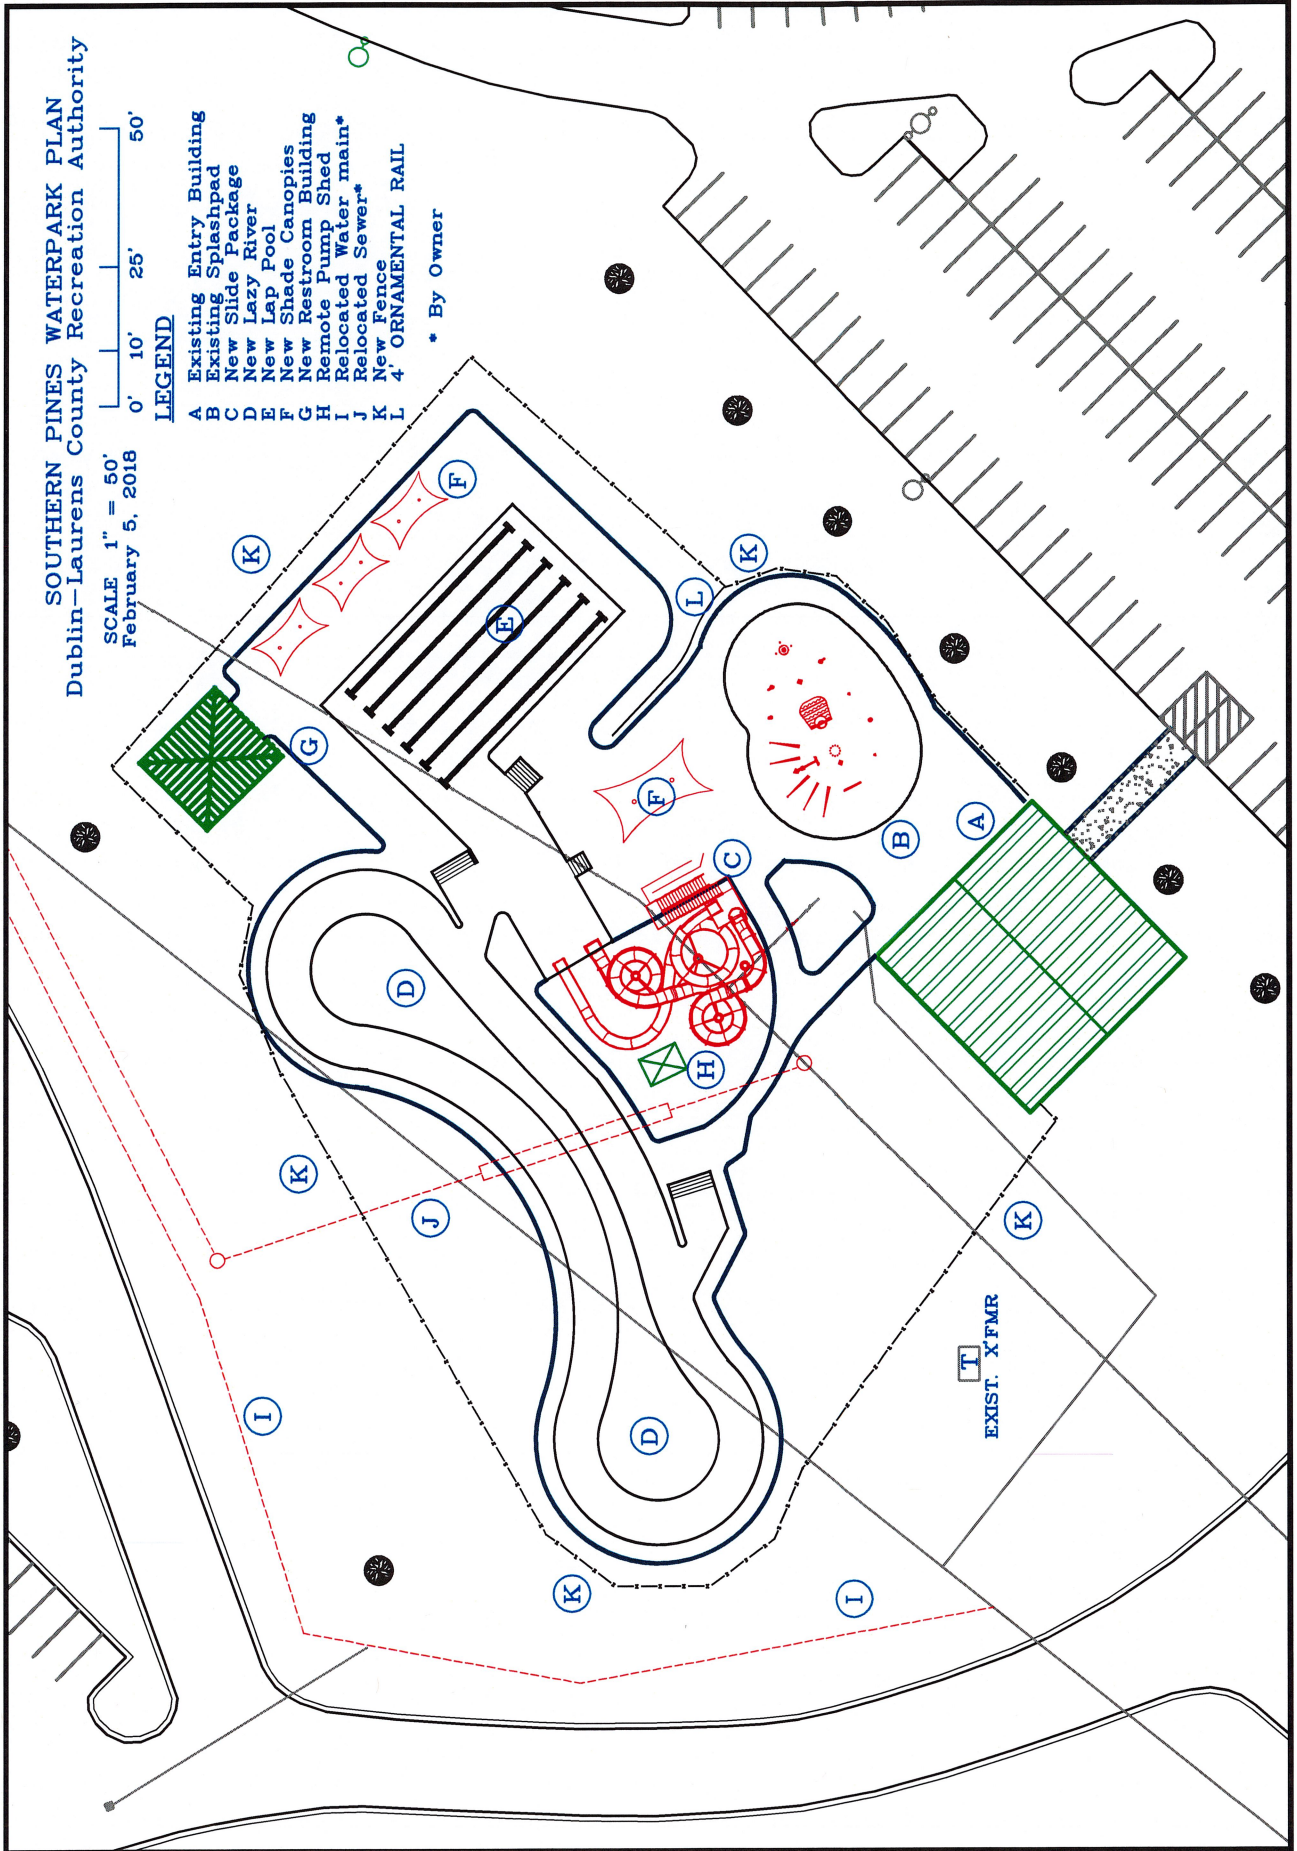 SOUTHERN PINES WATERPARK PLAN
Dublin-Laurens County Recreation Authority
SCALE 1" = 50'
February 5, 2018
0' 10' 25' 50'
LEGEND
A Existing Entry Building
B Existing Splashpad
C New Slide Package
D New Lazy River
E New Lap Pool
F New Shade Canopies
G New Restroom Building
H Remote Pump Shed
I Relocated Water main*
J Relocated Sewer*
K New Fence
L 4' ORNAMENTAL RAIL
* By Owner
K
F
E
G
L
K
F
C
B
A
D
H
K
J
K
I
D
T
EXIST. X'FMR
K
I